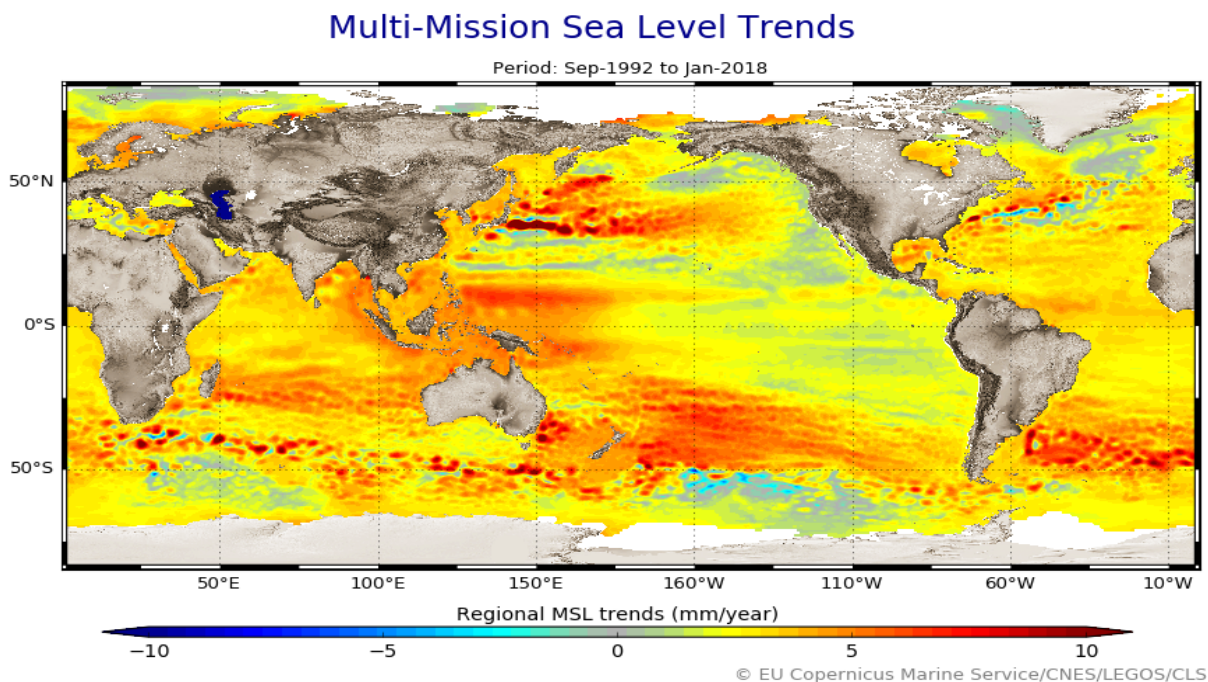 Multi-Mission Sea Level Trends
Period: Sep-1992 to Jan-2018
50°N
0°S
50°S
50°E 100°E 150°E 160°W 110°W 60°W 10°W
Regional MSL trends (mm/year)
−10 −5 0 5 10
© EU Copernicus Marine Service/CNES/LEGOS/CLS